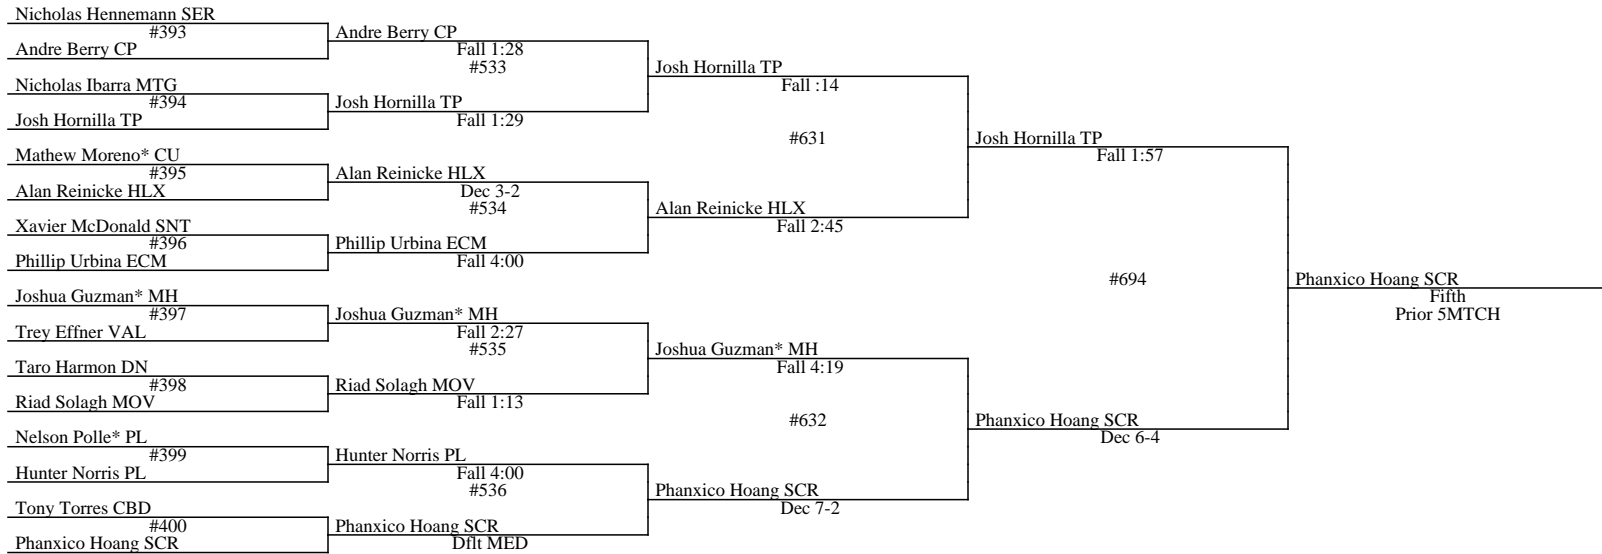 Nicholas Hennemann SER
#393
Andre Berry CP
Nicholas Ibarra MTG
#394
Josh Hornilla TP
Mathew Moreno* CU
#395
Alan Reinicke HLX
Xavier McDonald SNT
#396
Phillip Urbina ECM
Joshua Guzman* MH
#397
Trey Effner VAL
Taro Harmon DN
#398
Riad Solagh MOV
Nelson Polle* PL
#399
Hunter Norris PL
Tony Torres CBD
#400
Phanxico Hoang SCR
Andre Berry CP
Fall 1:28
#533
Josh Hornilla TP
Fall 1:29
Alan Reinicke HLX
Dec 3-2
#534
Phillip Urbina ECM
Fall 4:00
Joshua Guzman* MH
Fall 2:27
#535
Riad Solagh MOV
Fall 1:13
Hunter Norris PL
Fall 4:00
#536
Phanxico Hoang SCR
Dflt MED
Josh Hornilla TP
Fall :14
#631
Alan Reinicke HLX
Fall 2:45
Joshua Guzman* MH
Fall 4:19
#632
Phanxico Hoang SCR
Dec 7-2
Josh Hornilla TP
Fall 1:57
#694
Phanxico Hoang SCR
Dec 6-4
Phanxico Hoang SCR
Fifth
Prior 5MTCH